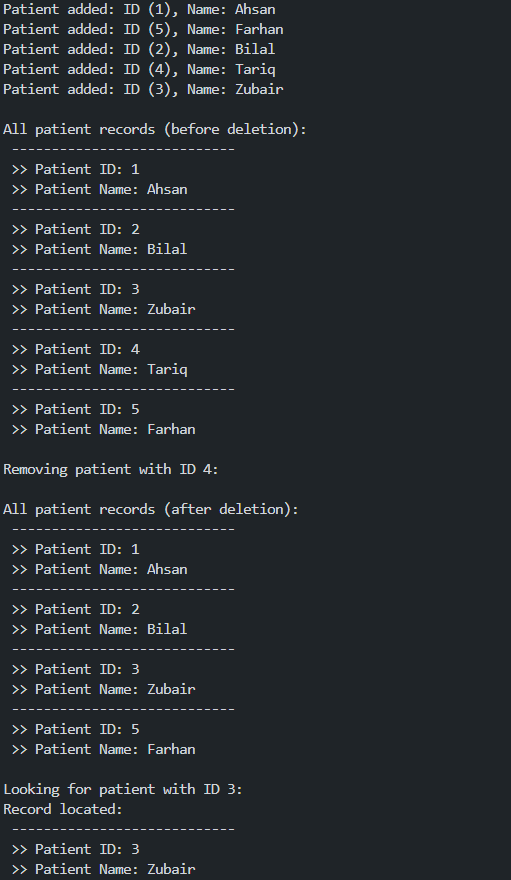 Patient added: ID (1), Name: Ahsan
Patient added: ID (5), Name: Farhan
Patient added: ID (2), Name: Bilal
Patient added: ID (4), Name: Tariq
Patient added: ID (3), Name: Zubair

All patient records (before deletion):
 ----------------------------
 >> Patient ID: 1
 >> Patient Name: Ahsan
 ----------------------------
 >> Patient ID: 2
 >> Patient Name: Bilal
 ----------------------------
 >> Patient ID: 3
 >> Patient Name: Zubair
 ----------------------------
 >> Patient ID: 4
 >> Patient Name: Tariq
 ----------------------------
 >> Patient ID: 5
 >> Patient Name: Farhan

Removing patient with ID 4:

All patient records (after deletion):
 ----------------------------
 >> Patient ID: 1
 >> Patient Name: Ahsan
 ----------------------------
 >> Patient ID: 2
 >> Patient Name: Bilal
 ----------------------------
 >> Patient ID: 3
 >> Patient Name: Zubair
 ----------------------------
 >> Patient ID: 5
 >> Patient Name: Farhan

Looking for patient with ID 3:
Record located:
 ----------------------------
 >> Patient ID: 3
 >> Patient Name: Zubair